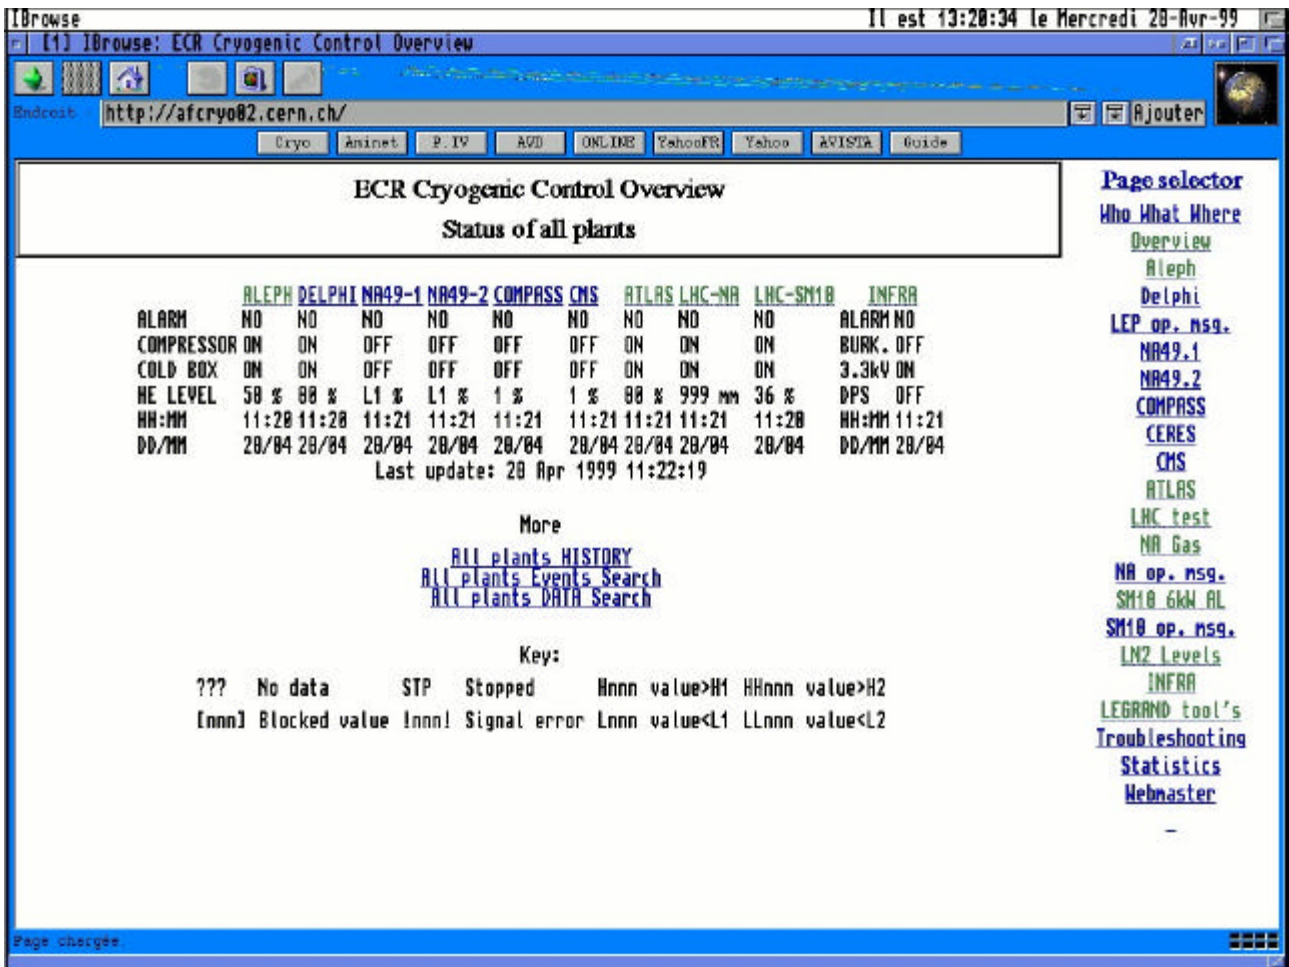 IBrowse Il est 13:20:34 le Mercredi 28-Avr-99
[1] IBrowse: ECR Cryogenic Control Overview
Endroit http://afcryo02.cern.ch/ Ajouter
Cryo Aminet P.IV AVD ONLINE YahooFR Yahoo AVISTA Guide
ECR Cryogenic Control Overview
Status of all plants
ALEPH DELPHI NA49-1 NA49-2 COMPASS CMS ATLAS LHC-NA LHC-SM18 INFRA
ALARM NO NO NO NO NO NO NO NO NO ALARM NO
COMPRESSOR ON ON OFF OFF OFF OFF ON ON ON BURK. OFF
COLD BOX ON ON OFF OFF OFF OFF ON ON ON 3.3kV ON
HE LEVEL 50 % 80 % L1 % L1 % 1 % 1 % 80 % 999 mm 36 % DPS OFF
HH:MM 11:20 11:20 11:21 11:21 11:21 11:21 11:21 11:21 11:20 HH:MM 11:21
DD/MM 28/04 28/04 28/04 28/04 28/04 28/04 28/04 28/04 28/04 DD/MM 28/04
Last update: 28 Apr 1999 11:22:19
More
All plants HISTORY
All plants Events Search
All plants DATA Search
Key:
??? No data STP Stopped Hnnn value>H1 HHnnn value>H2
[nnn] Blocked value !nnn! Signal error Lnnn value<L1 LLnnn value<L2
Page selector
Who What Where
Overview
Aleph
Delphi
LEP op. msg.
NA49.1
NA49.2
COMPASS
CERES
CMS
ATLAS
LHC test
NA Gas
NA op. msg.
SM18 6kW AL
SM18 op. msg.
LN2 Levels
INFRA
LEGRAND tool's
Troubleshooting
Statistics
Webmaster
Page chargée.